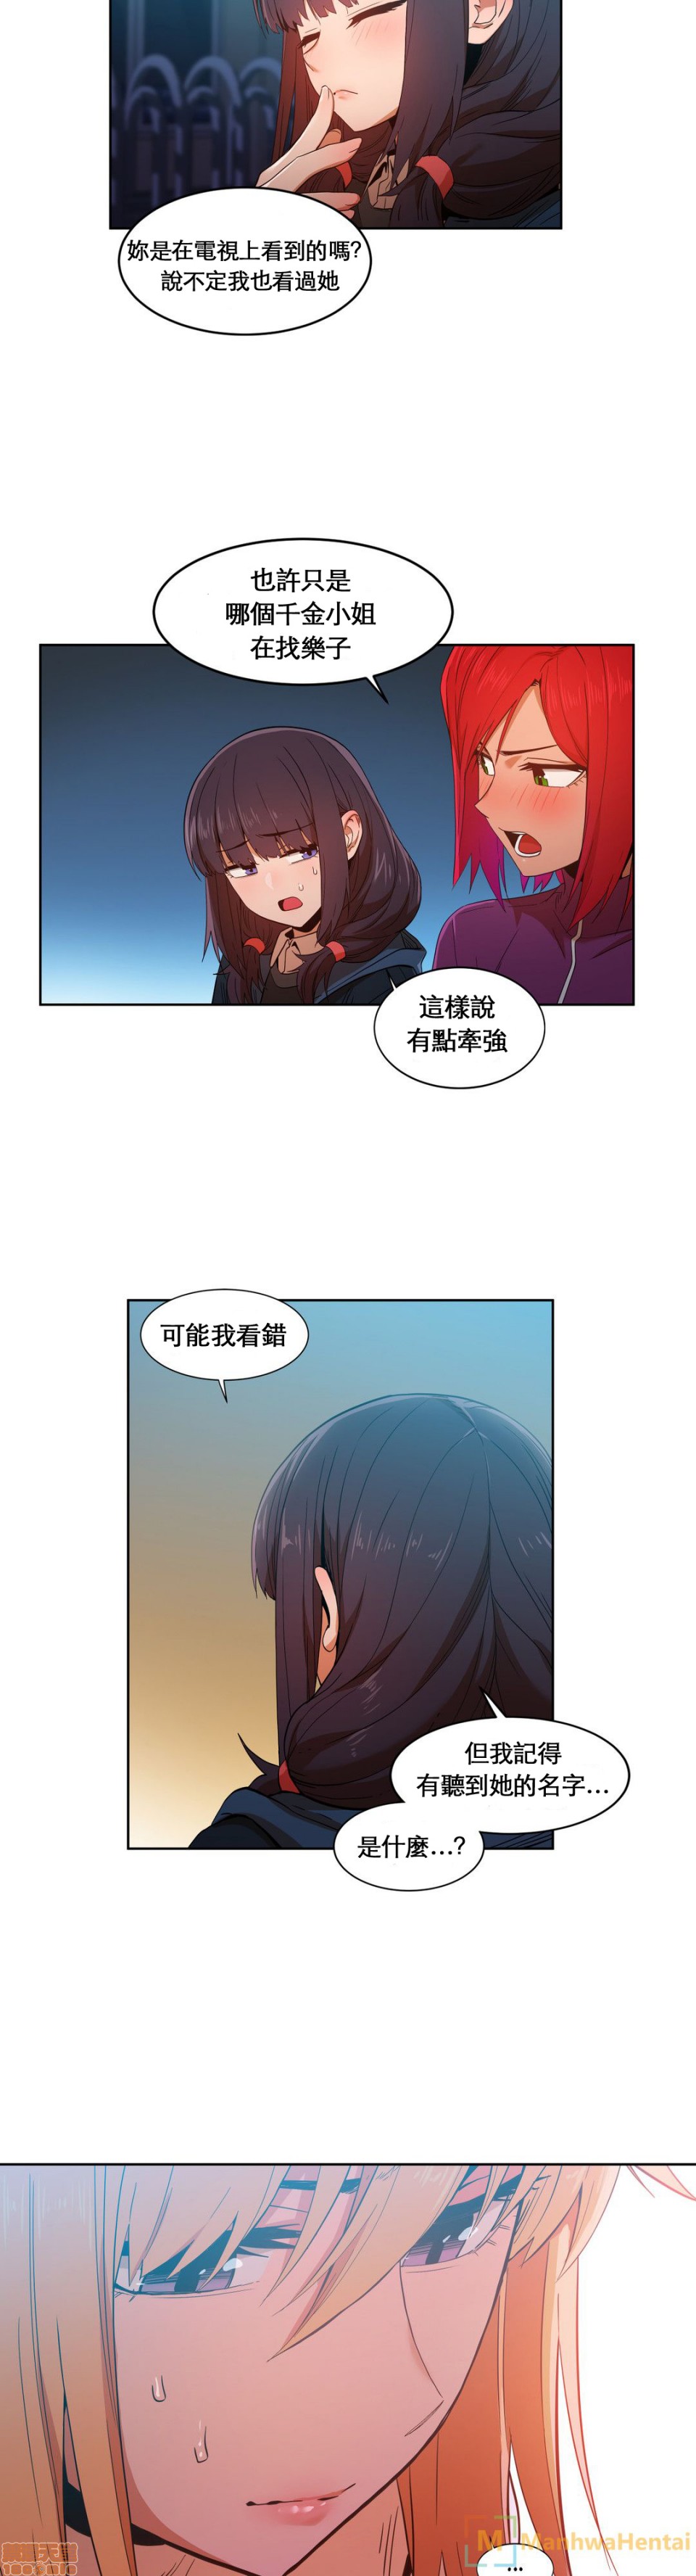 妳是在電視上看到的嗎?
說不定我也看過她
也許只是
哪個千金小姐
在找樂子
這樣說
有點牽強
可能我看錯
但我記得
有聽到她的名字...
是什麼...?
...
M ManhwaHentai